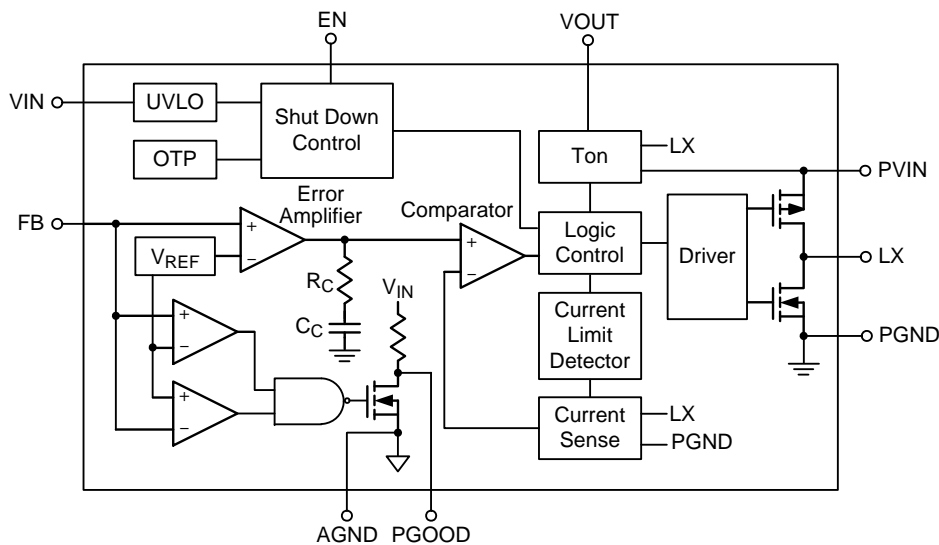 EN
VOUT
VIN
UVLO
Shut Down
Control
OTP
Ton
LX
PVIN
FB
Error
Amplifier
Comparator
+
−
+
−
Logic
Control
Driver
LX
VREF
RC
VIN
CC
+
−
Current
Limit
Detector
PGND
+
−
Current
Sense
LX
PGND
AGND
PGOOD